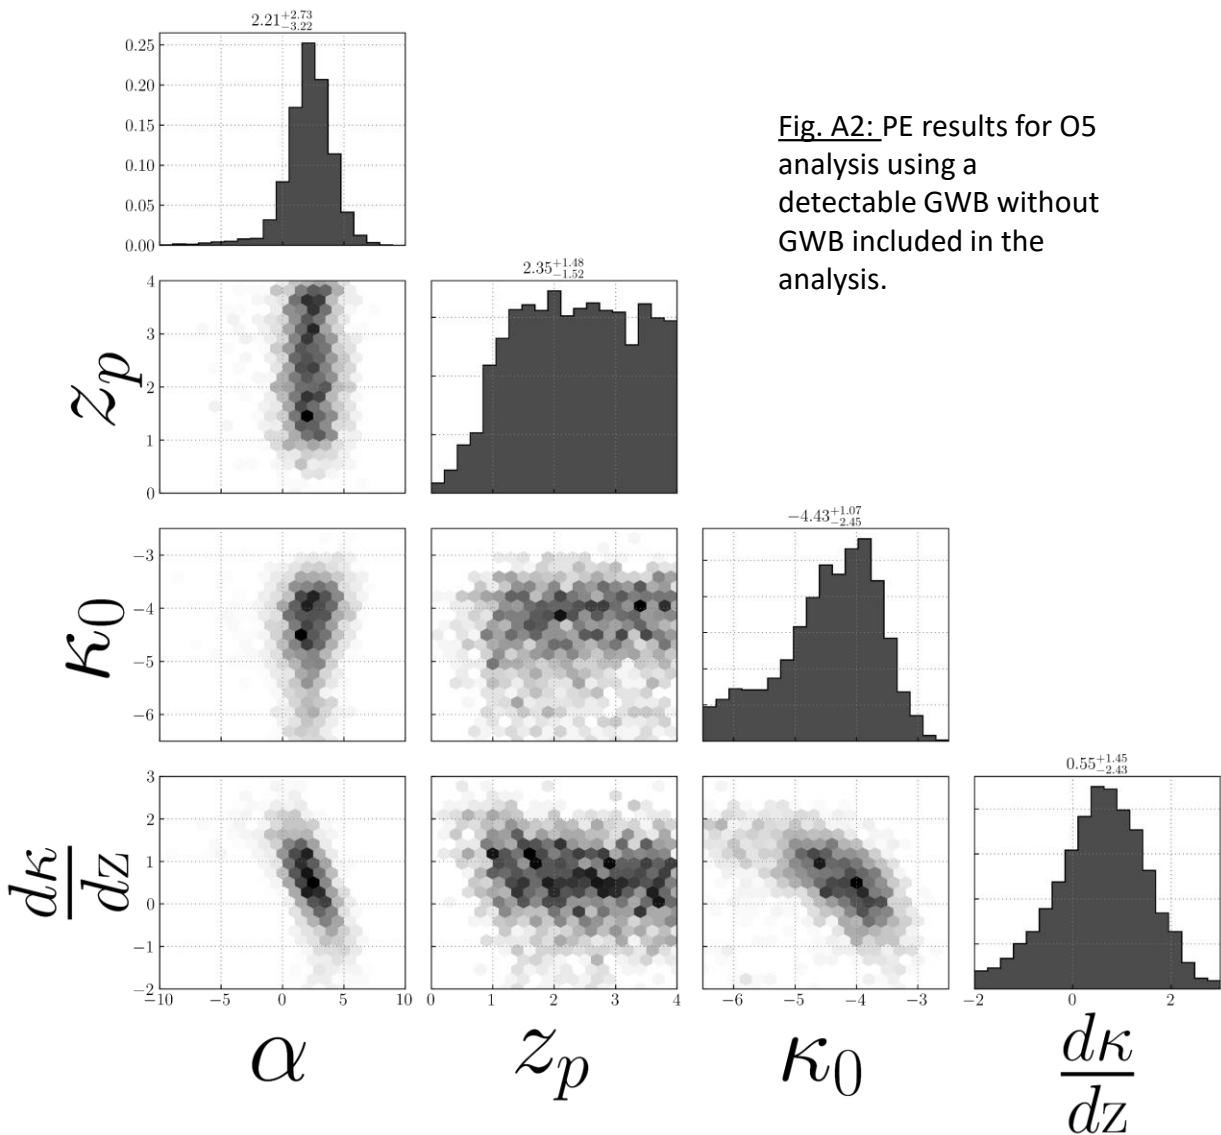 2.21+2.73−3.22
0.25
0.20
0.15
0.10
0.05
0.00
Fig. A2: PE results for O5
analysis using a
detectable GWB without
GWB included in the
analysis.
2.35+1.48−1.52
4
3
2
1
0
zp
−4.43+1.07−2.45
−3
−4
−5
−6
κ0
0.55+1.45−2.43
3
2
1
0
−1
−2
dκ
dz
−10 −5 0 5 10 0 1 2 3 4 −6 −5 −4 −3 −2 0 2
α zp κ0 dκ
dz